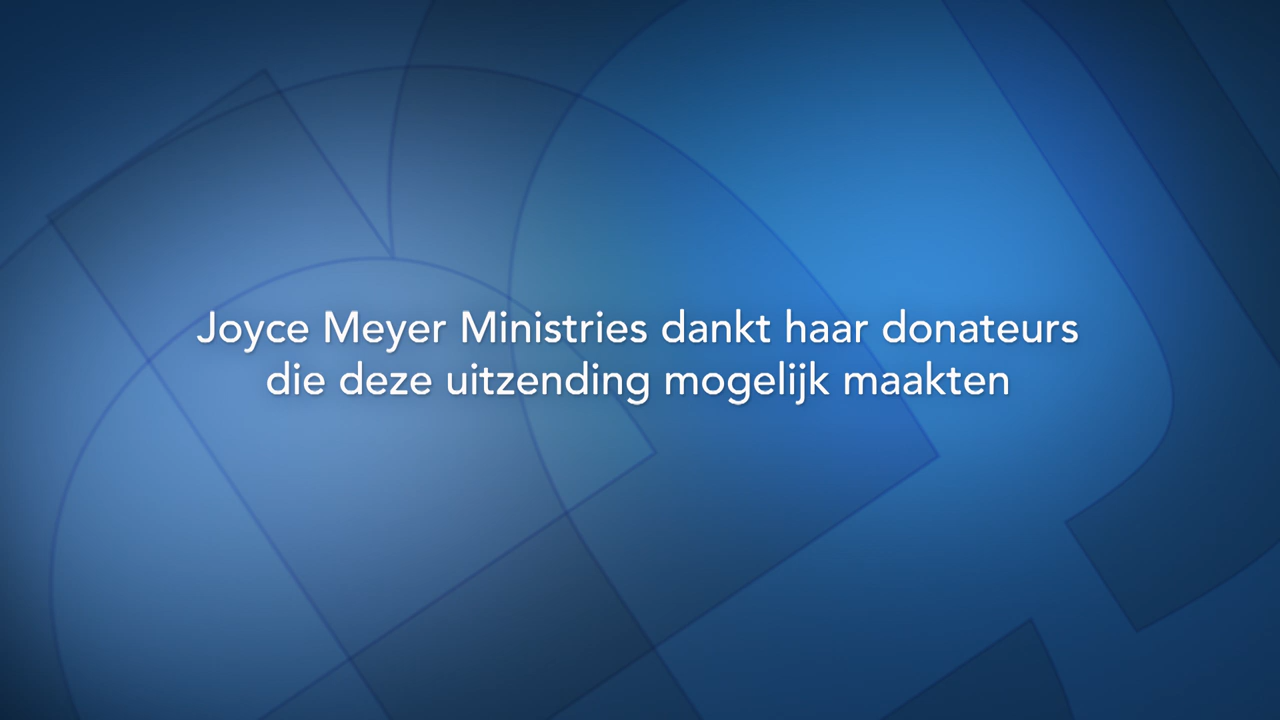 Joyce Meyer Ministries dankt haar donateurs
die deze uitzending mogelijk maakten